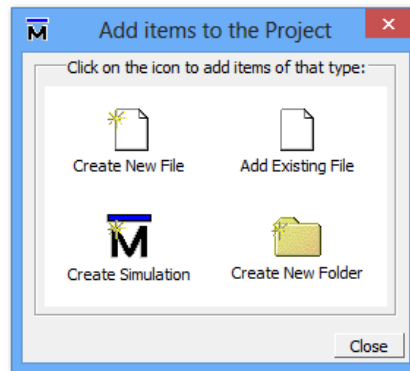 Add items to the Project
Click on the icon to add items of that type:
Create New File
Add Existing File
Create Simulation
Create New Folder
Close